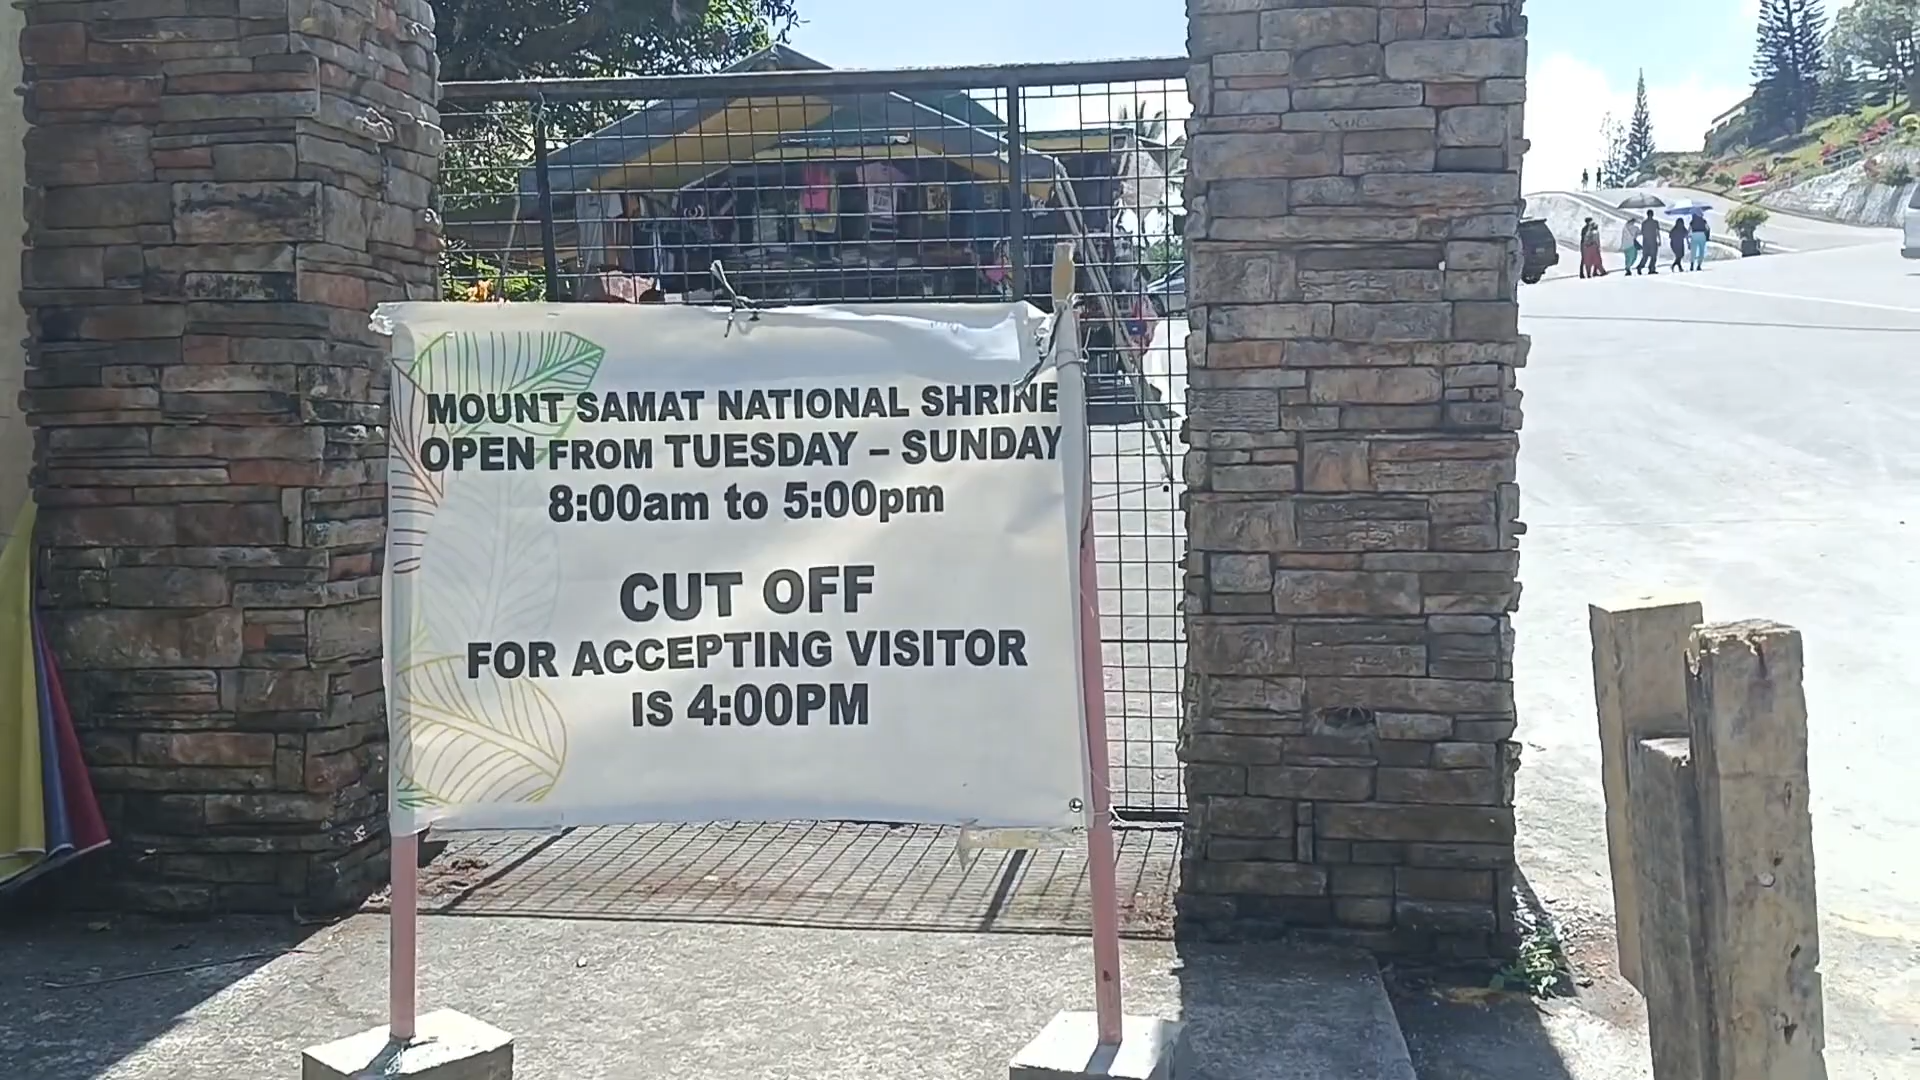 MOUNT SAMAT NATIONAL SHRINE
OPEN FROM TUESDAY – SUNDAY
8:00am to 5:00pm
CUT OFF
FOR ACCEPTING VISITOR
IS 4:00PM